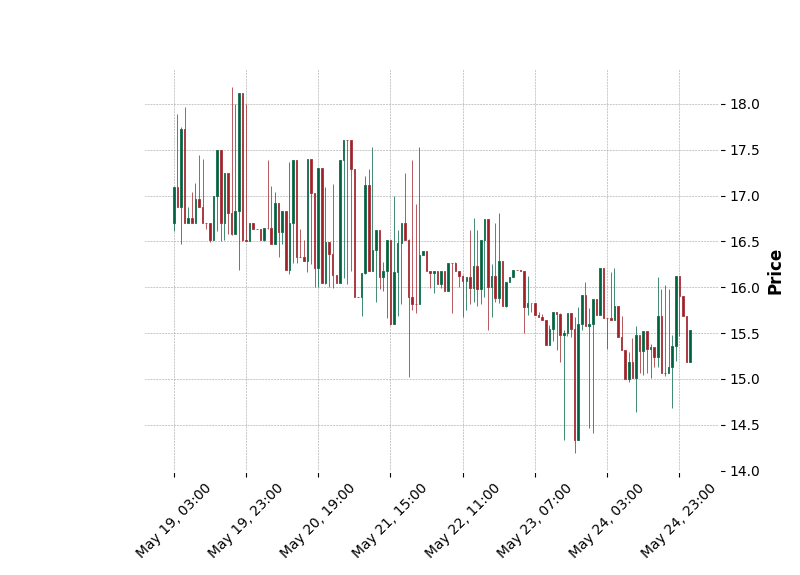 18.0
17.5
17.0
16.5
16.0
15.5
15.0
14.5
14.0
Price
May 19, 03:00
May 19, 23:00
May 20, 19:00
May 21, 15:00
May 22, 11:00
May 23, 07:00
May 24, 03:00
May 24, 23:00